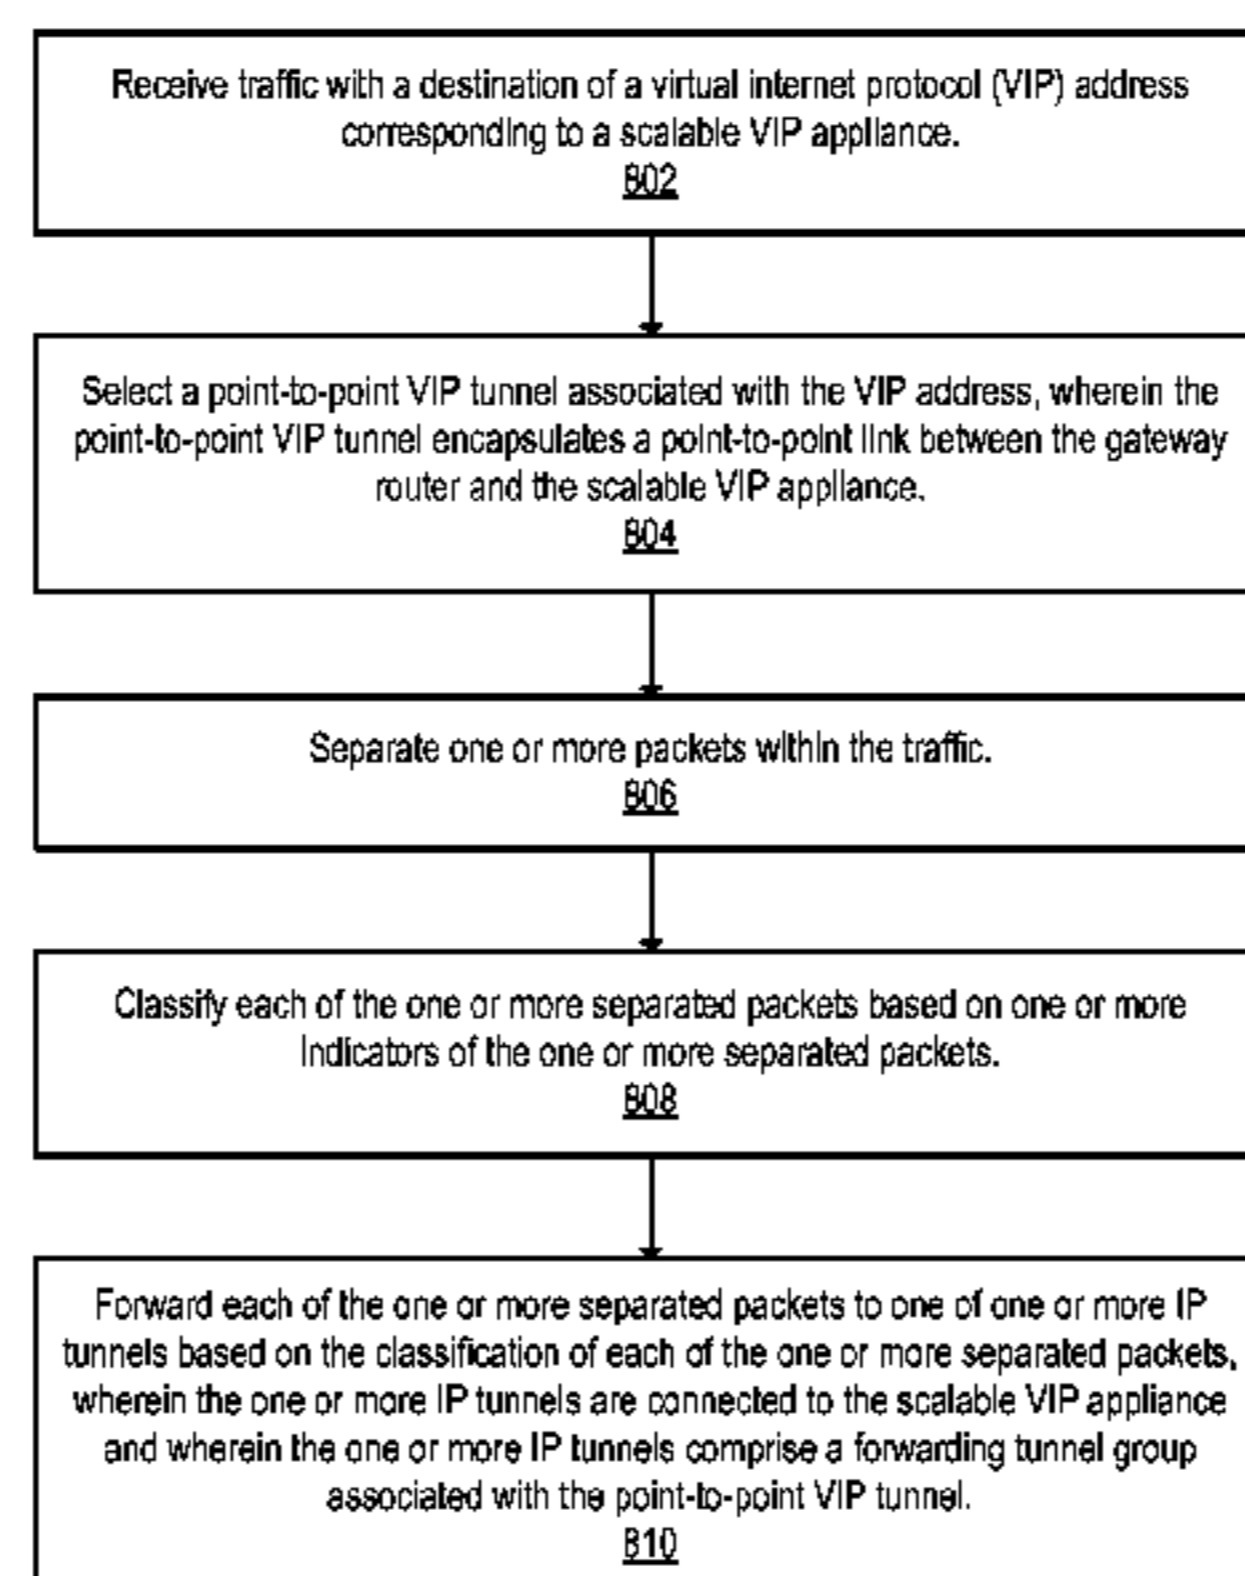 Receive traffic with a destination of a virtual internet protocol (VIP) address
corresponding to a scalable VIP appliance.
802
Select a point-to-point VIP tunnel associated with the VIP address, wherein the
point-to-point VIP tunnel encapsulates a point-to-point link between the gateway
router and the scalable VIP appliance.
804
Separate one or more packets within the traffic.
806
Classify each of the one or more separated packets based on one or more
indicators of the one or more separated packets.
808
Forward each of the one or more separated packets to one of one or more IP
tunnels based on the classification of each of the one or more separated packets,
wherein the one or more IP tunnels are connected to the scalable VIP appliance
and wherein the one or more IP tunnels comprise a forwarding tunnel group
associated with the point-to-point VIP tunnel.
810